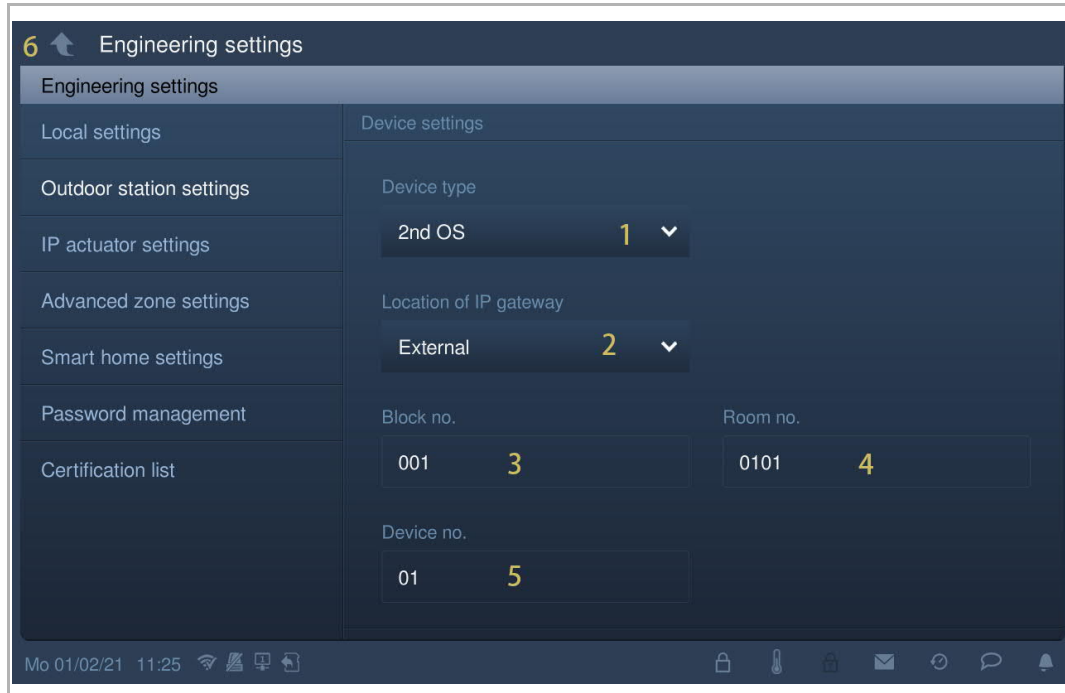 6 Engineering settings
Engineering settings
Local settings
Outdoor station settings
IP actuator settings
Advanced zone settings
Smart home settings
Password management
Certification list
Device settings
Device type
2nd OS 1
Location of IP gateway
External 2
Block no.
001 3
Room no.
0101 4
Device no.
01 5
Mo 01/02/21 11:25